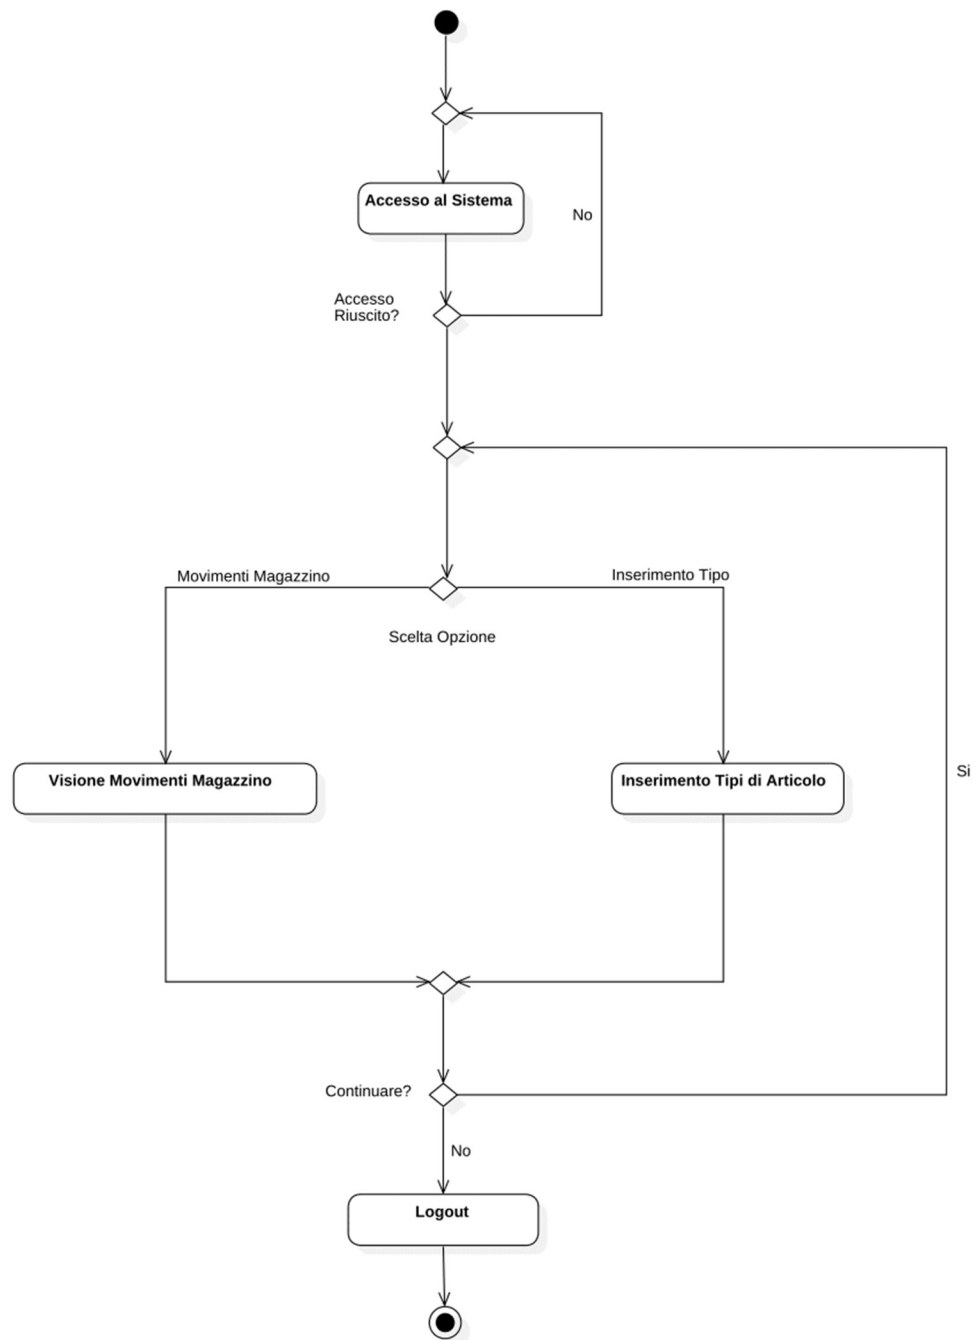 Accesso al Sistema
No
Accesso
Riuscito?
Movimenti Magazzino
Inserimento Tipo
Scelta Opzione
Visione Movimenti Magazzino
Inserimento Tipi di Articolo
Si
Continuare?
No
Logout